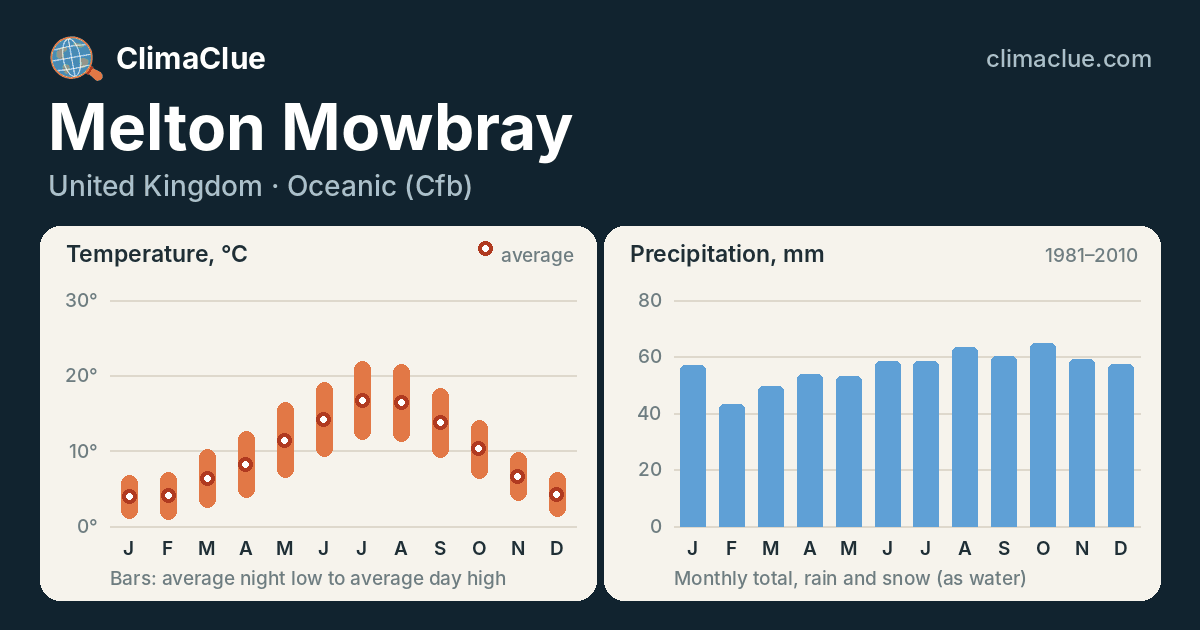 ClimaClue
climaclue.com
Melton Mowbray
United Kingdom · Oceanic (Cfb)
Temperature, °C
average
30°
20°
10°
0°
J F M A M J J A S O N D
Bars: average night low to average day high
Precipitation, mm
1981–2010
80
60
40
20
0
J F M A M J J A S O N D
Monthly total, rain and snow (as water)